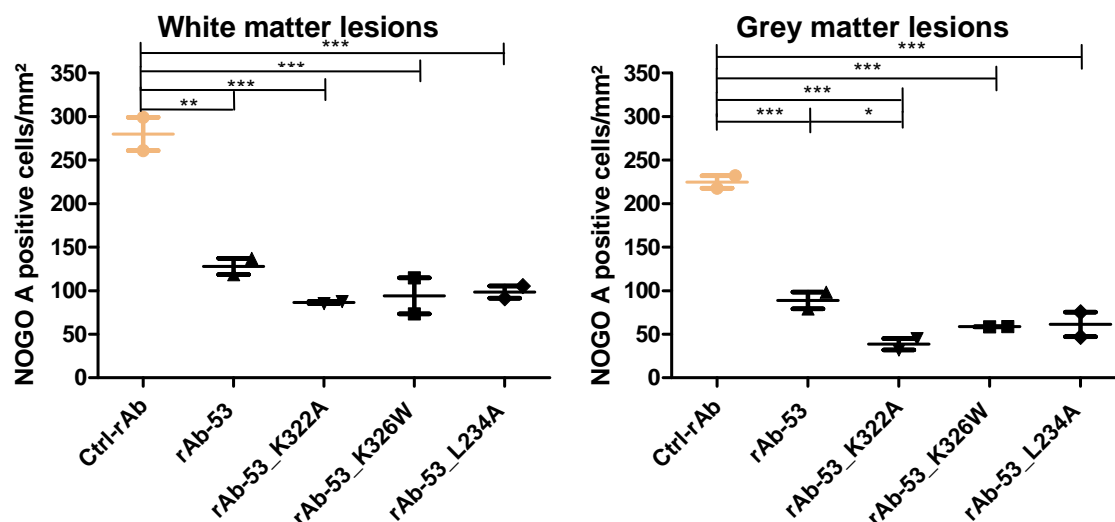 White matter lesions
***
***
***
**
350
300
250
200
150
100
50
0
NOGO A positive cells/mm²
Ctrl-rAb
rAb-53
rAb-53_K322A
rAb-53_K326W
rAb-53_L234A
Grey matter lesions
***
***
***
***
*
350
300
250
200
150
100
50
0
NOGO A positive cells/mm²
Ctrl-rAb
rAb-53
rAb-53_K322A
rAb-53_K326W
rAb-53_L234A